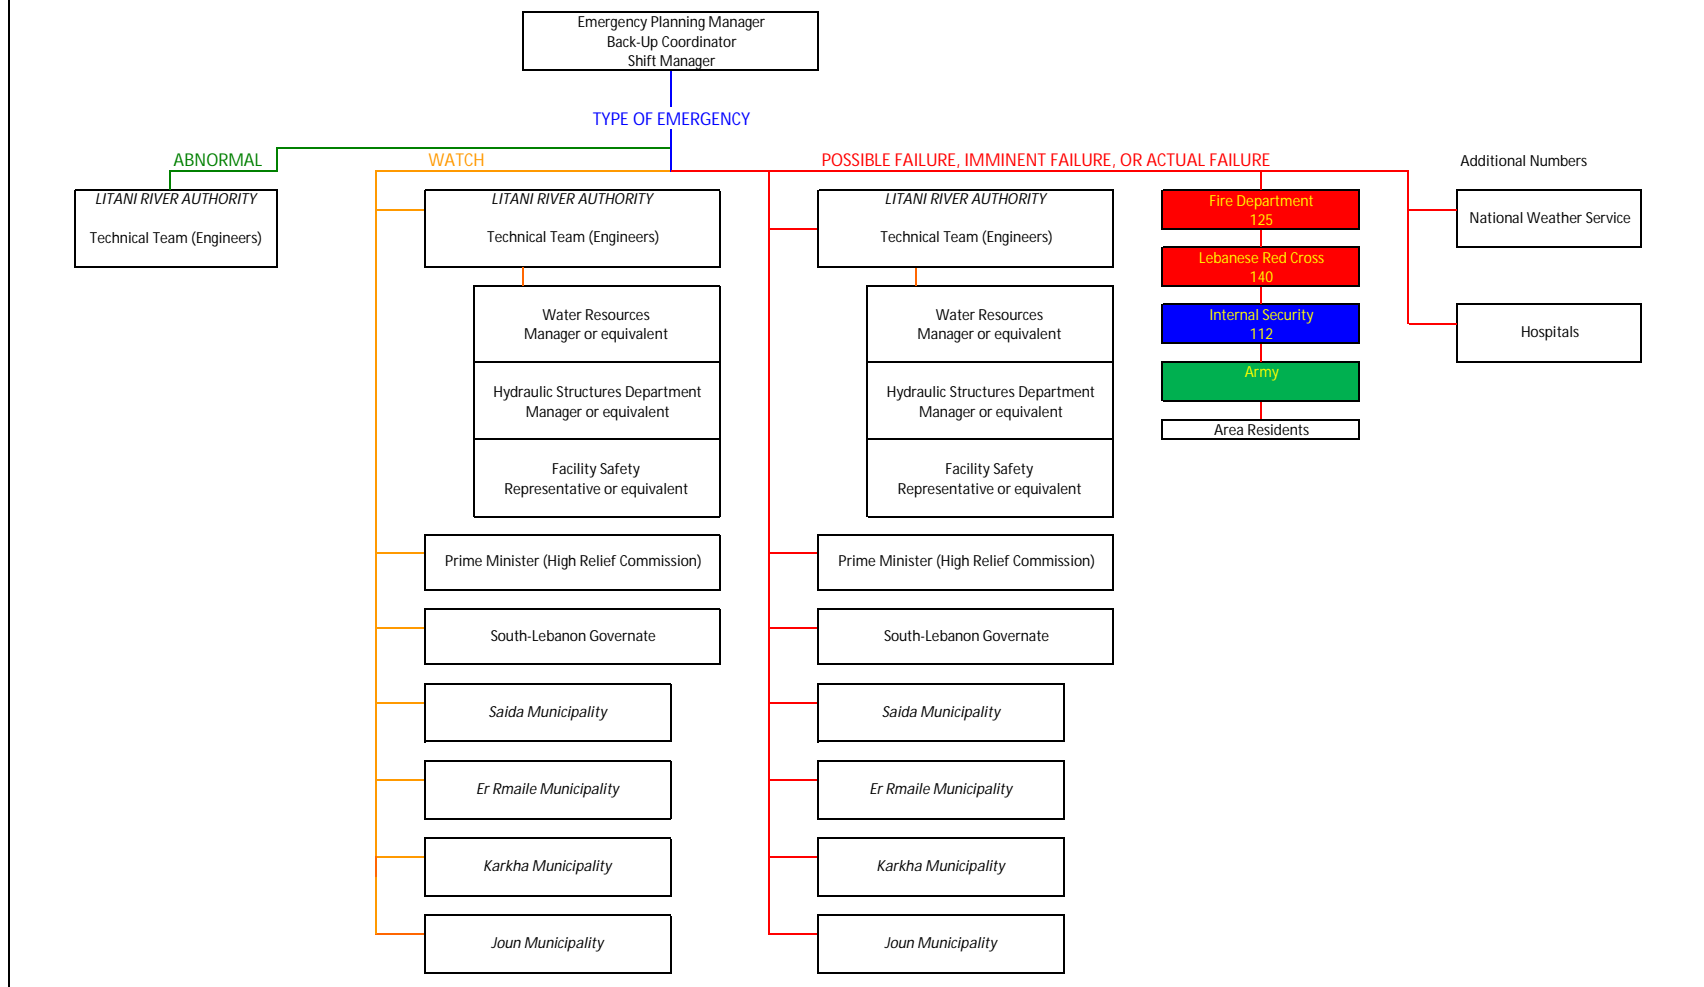 Emergency Planning Manager
Back-Up Coordinator
Shift Manager
TYPE OF EMERGENCY
ABNORMAL
LITANI RIVER AUTHORITY
Technical Team (Engineers)
WATCH
LITANI RIVER AUTHORITY
Technical Team (Engineers)
Water Resources
Manager or equivalent
Hydraulic Structures Department
Manager or equivalent
Facility Safety
Representative or equivalent
Prime Minister (High Relief Commission)
South-Lebanon Governate
Saida Municipality
Er Rmaile Municipality
Karkha Municipality
Joun Municipality
POSSIBLE FAILURE, IMMINENT FAILURE, OR ACTUAL FAILURE
LITANI RIVER AUTHORITY
Technical Team (Engineers)
Water Resources
Manager or equivalent
Hydraulic Structures Department
Manager or equivalent
Facility Safety
Representative or equivalent
Prime Minister (High Relief Commission)
South-Lebanon Governate
Saida Municipality
Er Rmaile Municipality
Karkha Municipality
Joun Municipality
Fire Department
125
Lebanese Red Cross
140
Internal Security
112
Army
Area Residents
Additional Numbers
National Weather Service
Hospitals